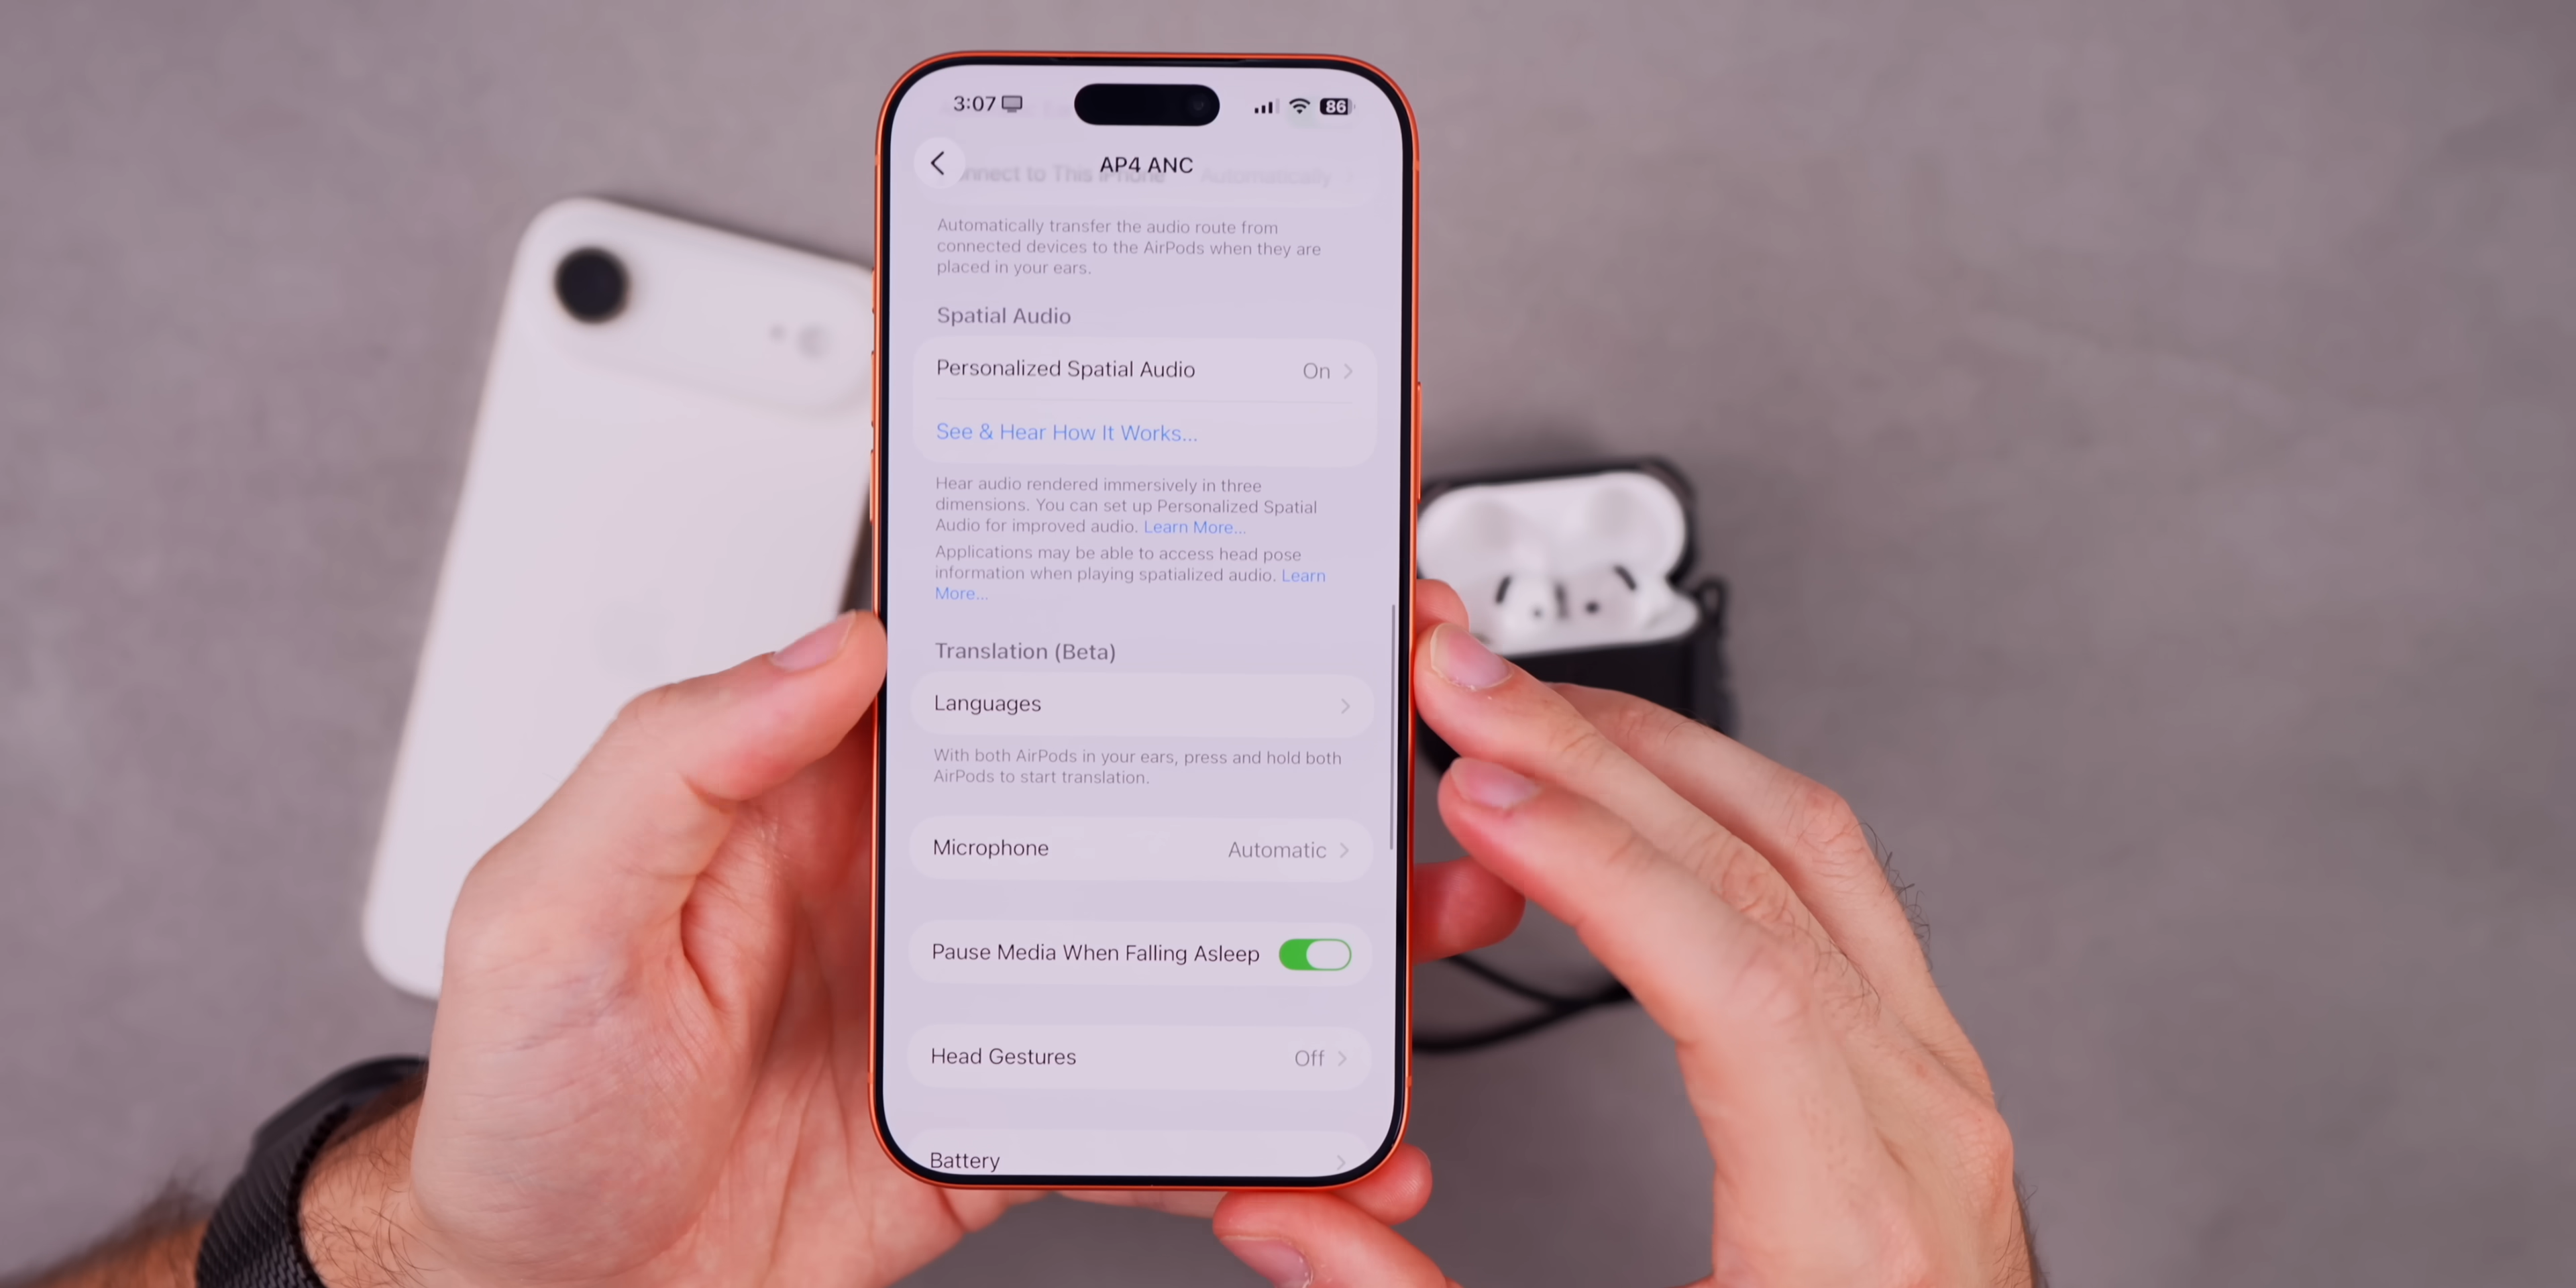 3:07
86
AP4 ANC
nnect to This iPhone Automatically
Automatically transfer the audio route from
connected devices to the AirPods when they are
placed in your ears.
Spatial Audio
Personalized Spatial Audio On
See & Hear How It Works...
Hear audio rendered immersively in three
dimensions. You can set up Personalized Spatial
Audio for improved audio. Learn More...
Applications may be able to access head pose
information when playing spatialized audio. Learn
More...
Translation (Beta)
Languages
With both AirPods in your ears, press and hold both
AirPods to start translation.
Microphone Automatic
Pause Media When Falling Asleep
Head Gestures Off
Battery